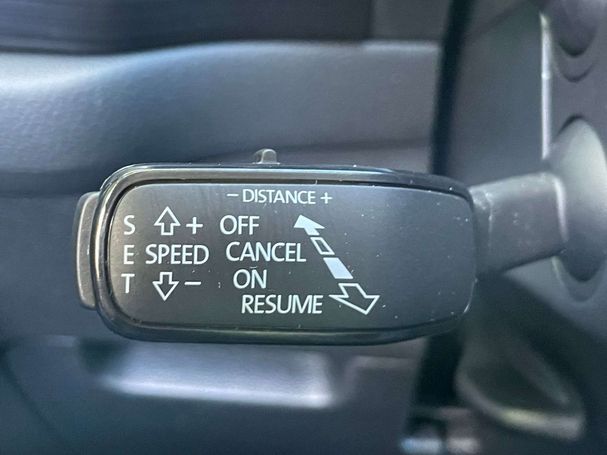 - DISTANCE +
S + OFF
E SPEED CANCEL
T - ON
RESUME